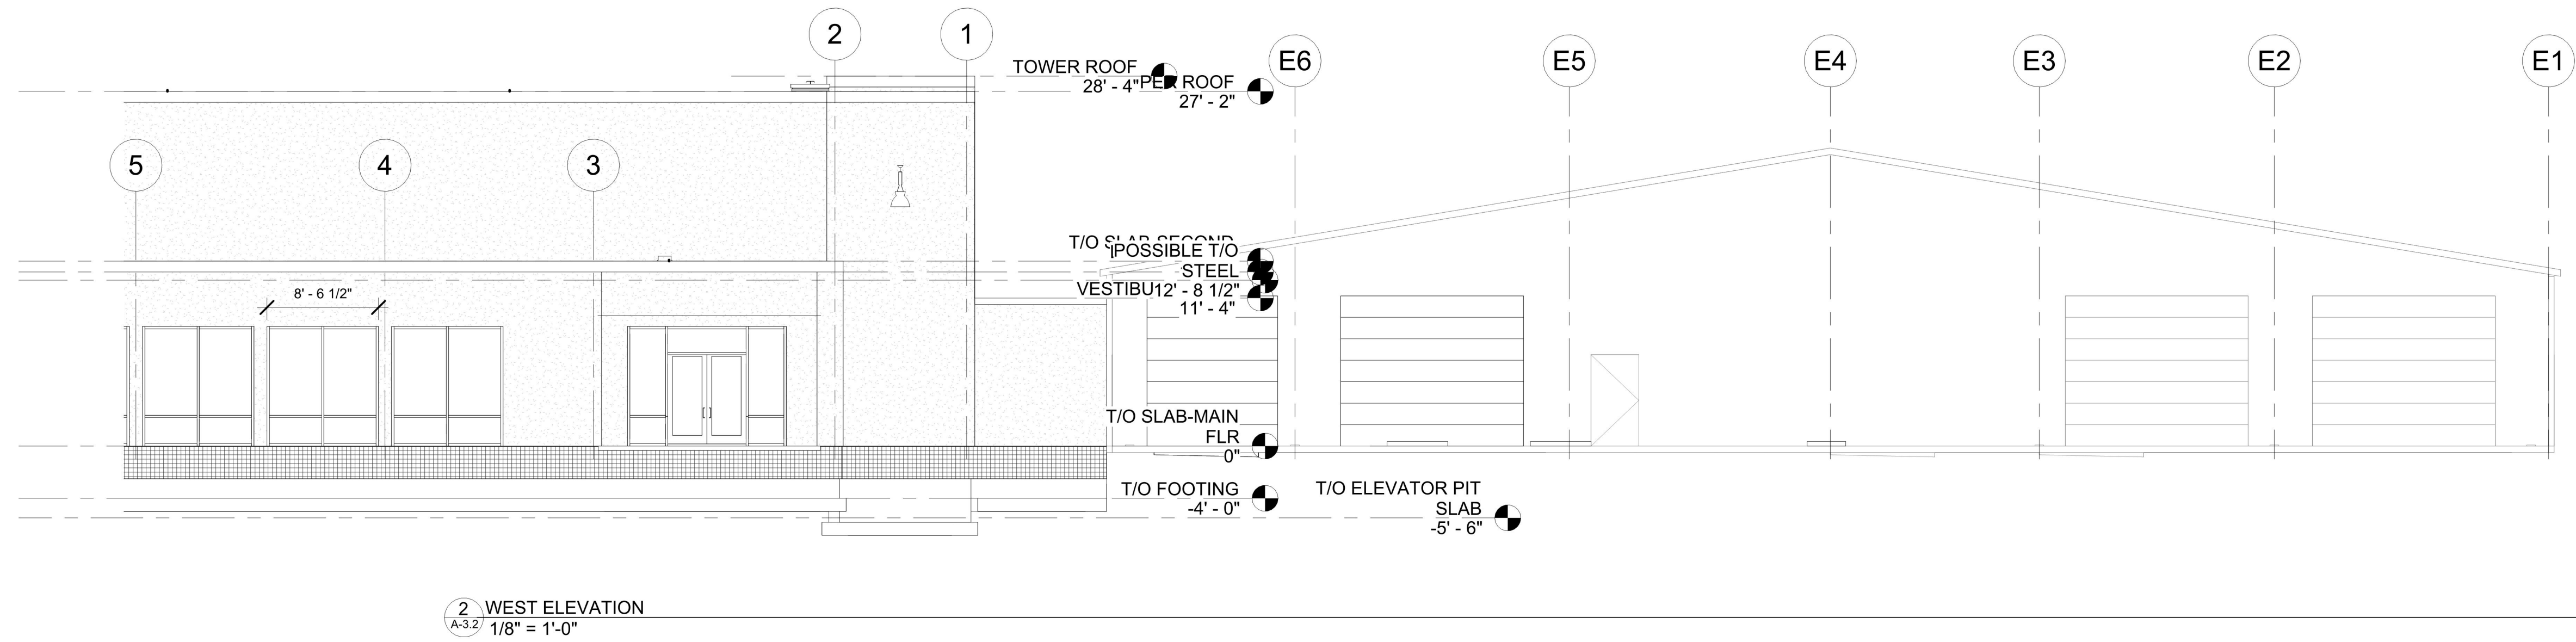 2
1
E6
E5
E4
E3
E2
E1
TOWER ROOF
28' - 4"
ROOF
27' - 2"
5
4
3
T/O
POSSIBLE T/O
STEEL
8' - 6 1/2"
12' - 8 1/2"
11' - 4"
T/O SLAB-MAIN
FLR
0"
T/O FOOTING
-4' - 0"
T/O ELEVATOR PIT
SLAB
-5' - 6"
2
A-3.2
WEST ELEVATION
1/8" = 1'-0"